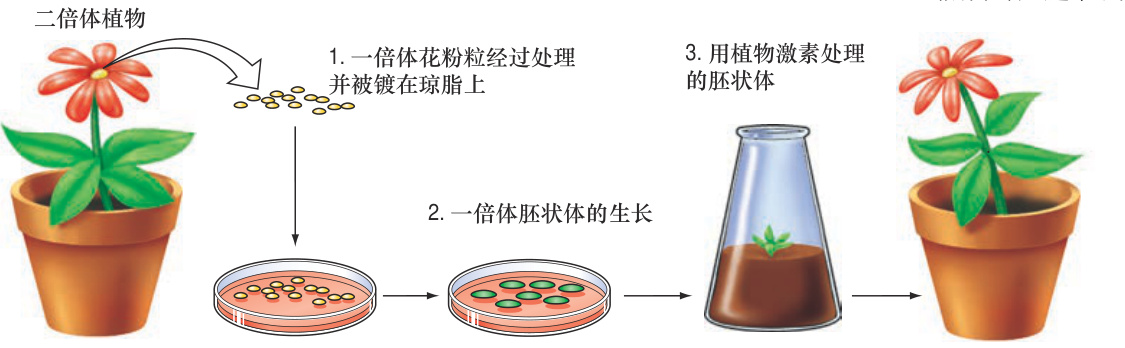 二倍体植物
1. 一倍体花粉粒经过处理
并被镀在琼脂上
2. 一倍体胚状体的生长
3. 用植物激素处理
的胚状体